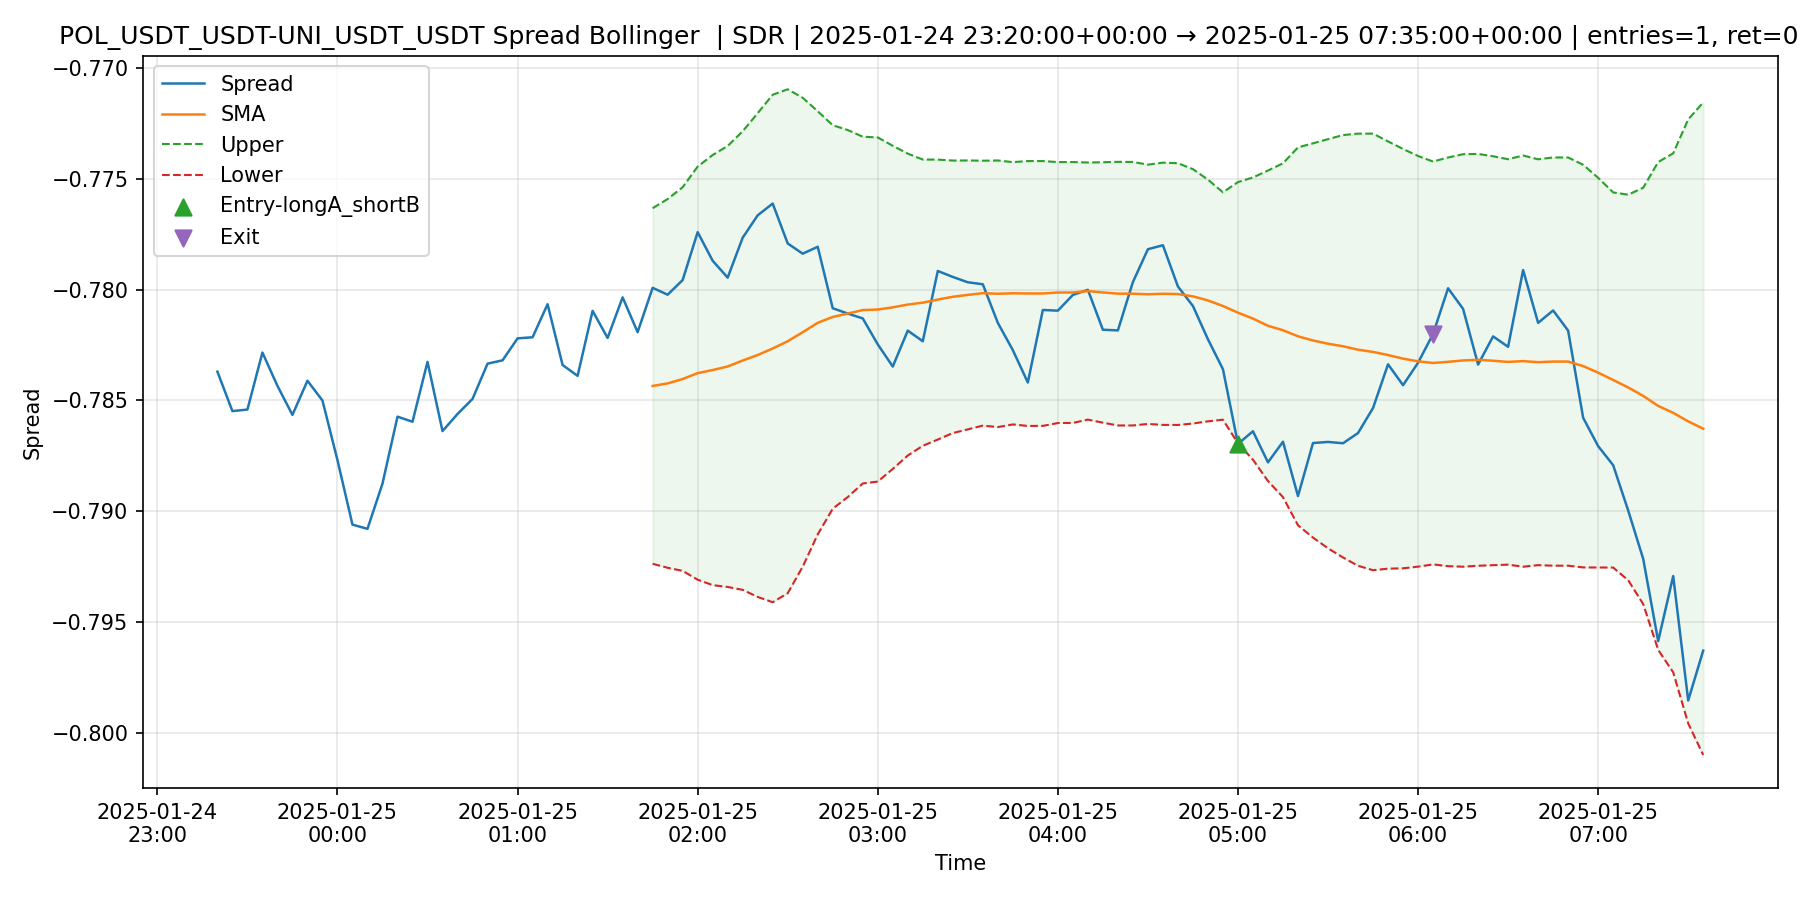 POL_USDT_USDT-UNI_USDT_USDT Spread Bollinger  | SDR | 2025-01-24 23:20:00+00:00 → 2025-01-25 07:35:00+00:00 | entries=1, ret=0
Spread
SMA
Upper
Lower
Entry-longA_shortB
Exit
−0.770
−0.775
−0.780
−0.785
−0.790
−0.795
−0.800
Spread
2025-01-24
23:00
2025-01-25
00:00
2025-01-25
01:00
2025-01-25
02:00
2025-01-25
03:00
2025-01-25
04:00
2025-01-25
05:00
2025-01-25
06:00
2025-01-25
07:00
Time